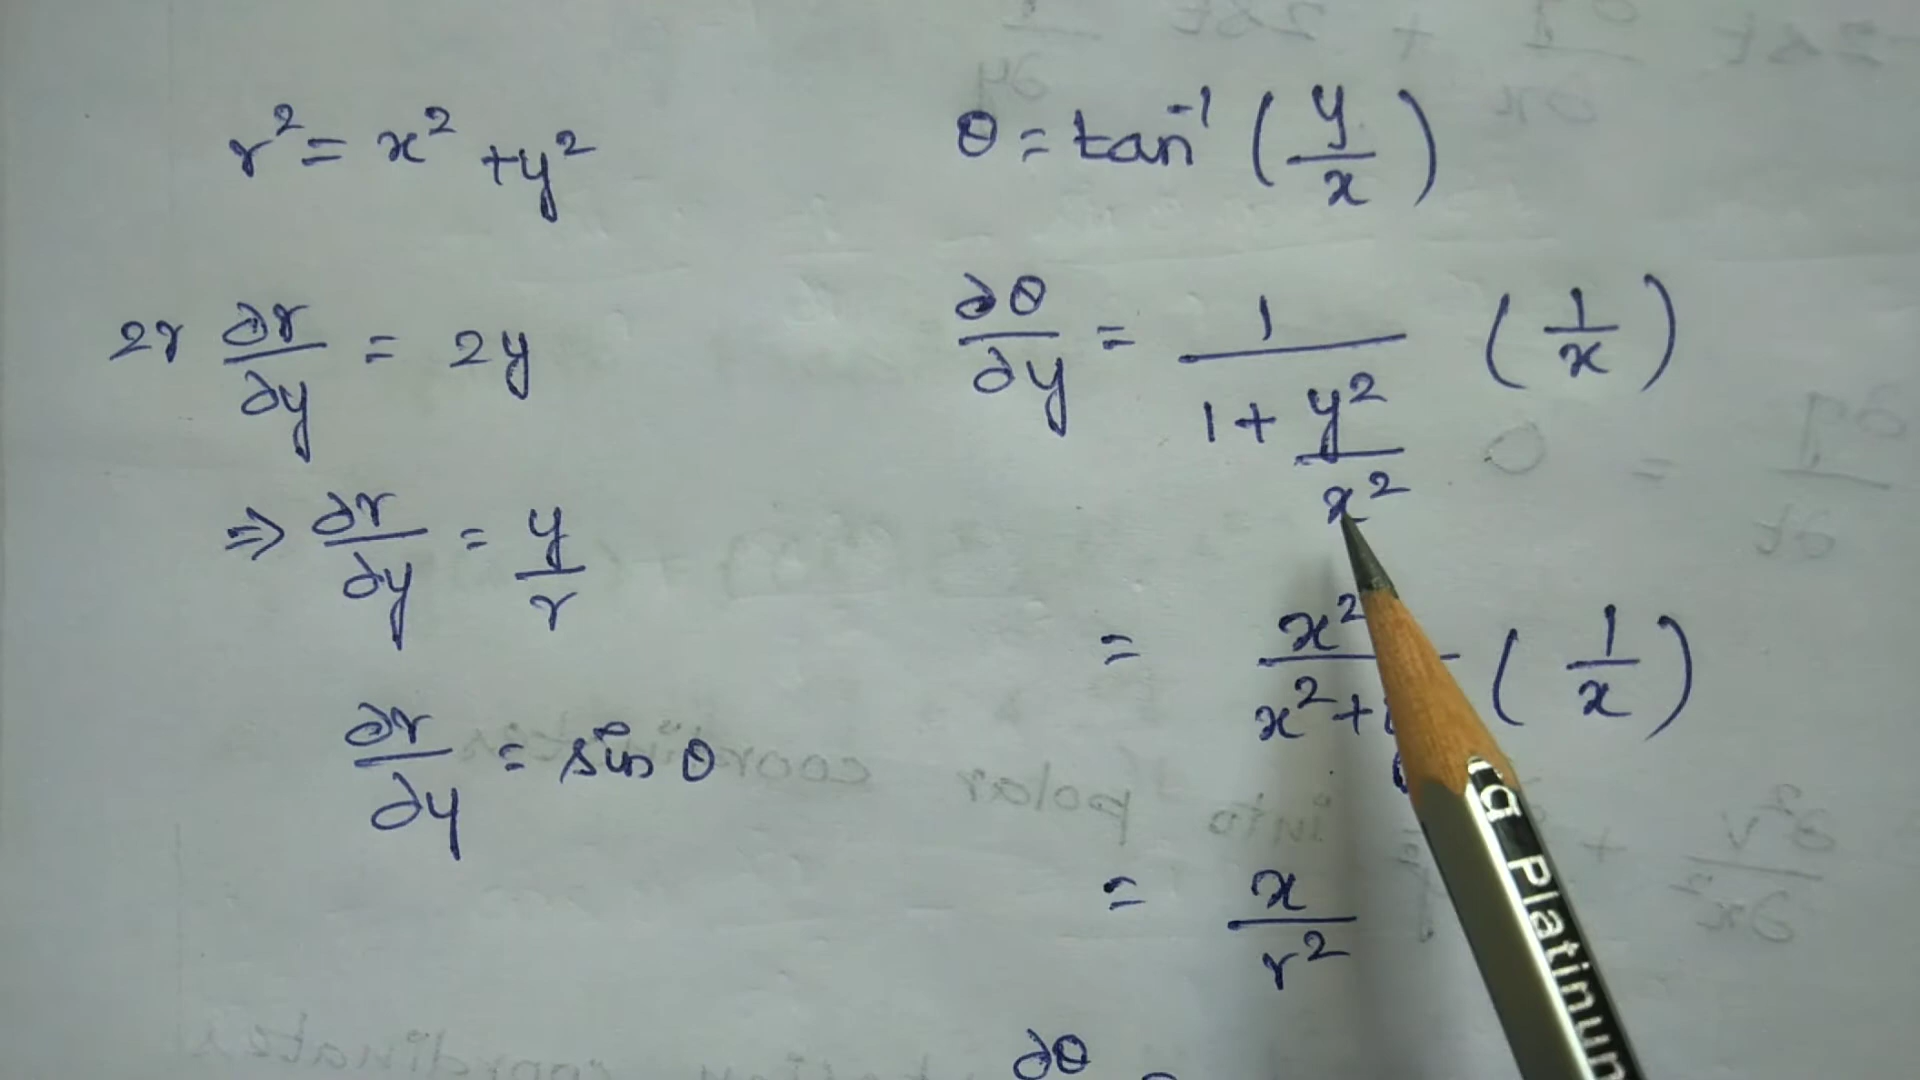 r² = x² + y²
2r ∂r/∂y = 2y
⇒ ∂r/∂y = y/r
∂r/∂y = sin θ
θ = tan⁻¹ (y/x)
∂θ/∂y = 1/(1 + y²/x²) (1/x)
= x²/(x² + (1/x)
= x/r²
∂θ
Platinum